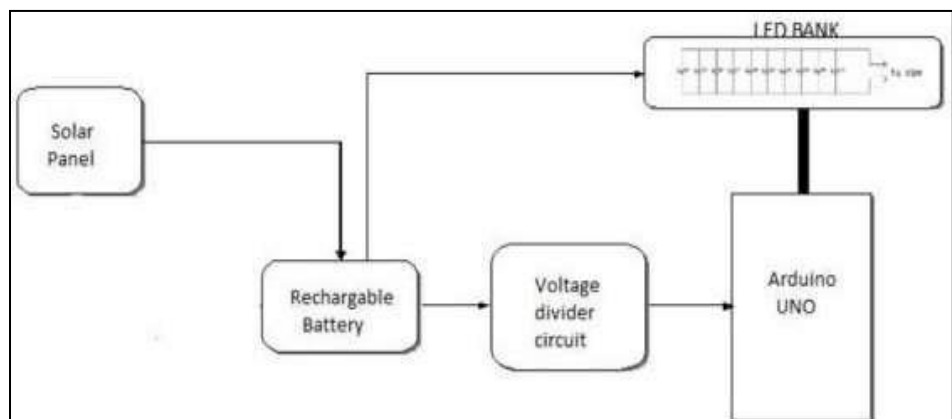 LED BANK
Solar
Panel
Rechargable
Battery
Voltage
divider
circuit
Arduino
UNO